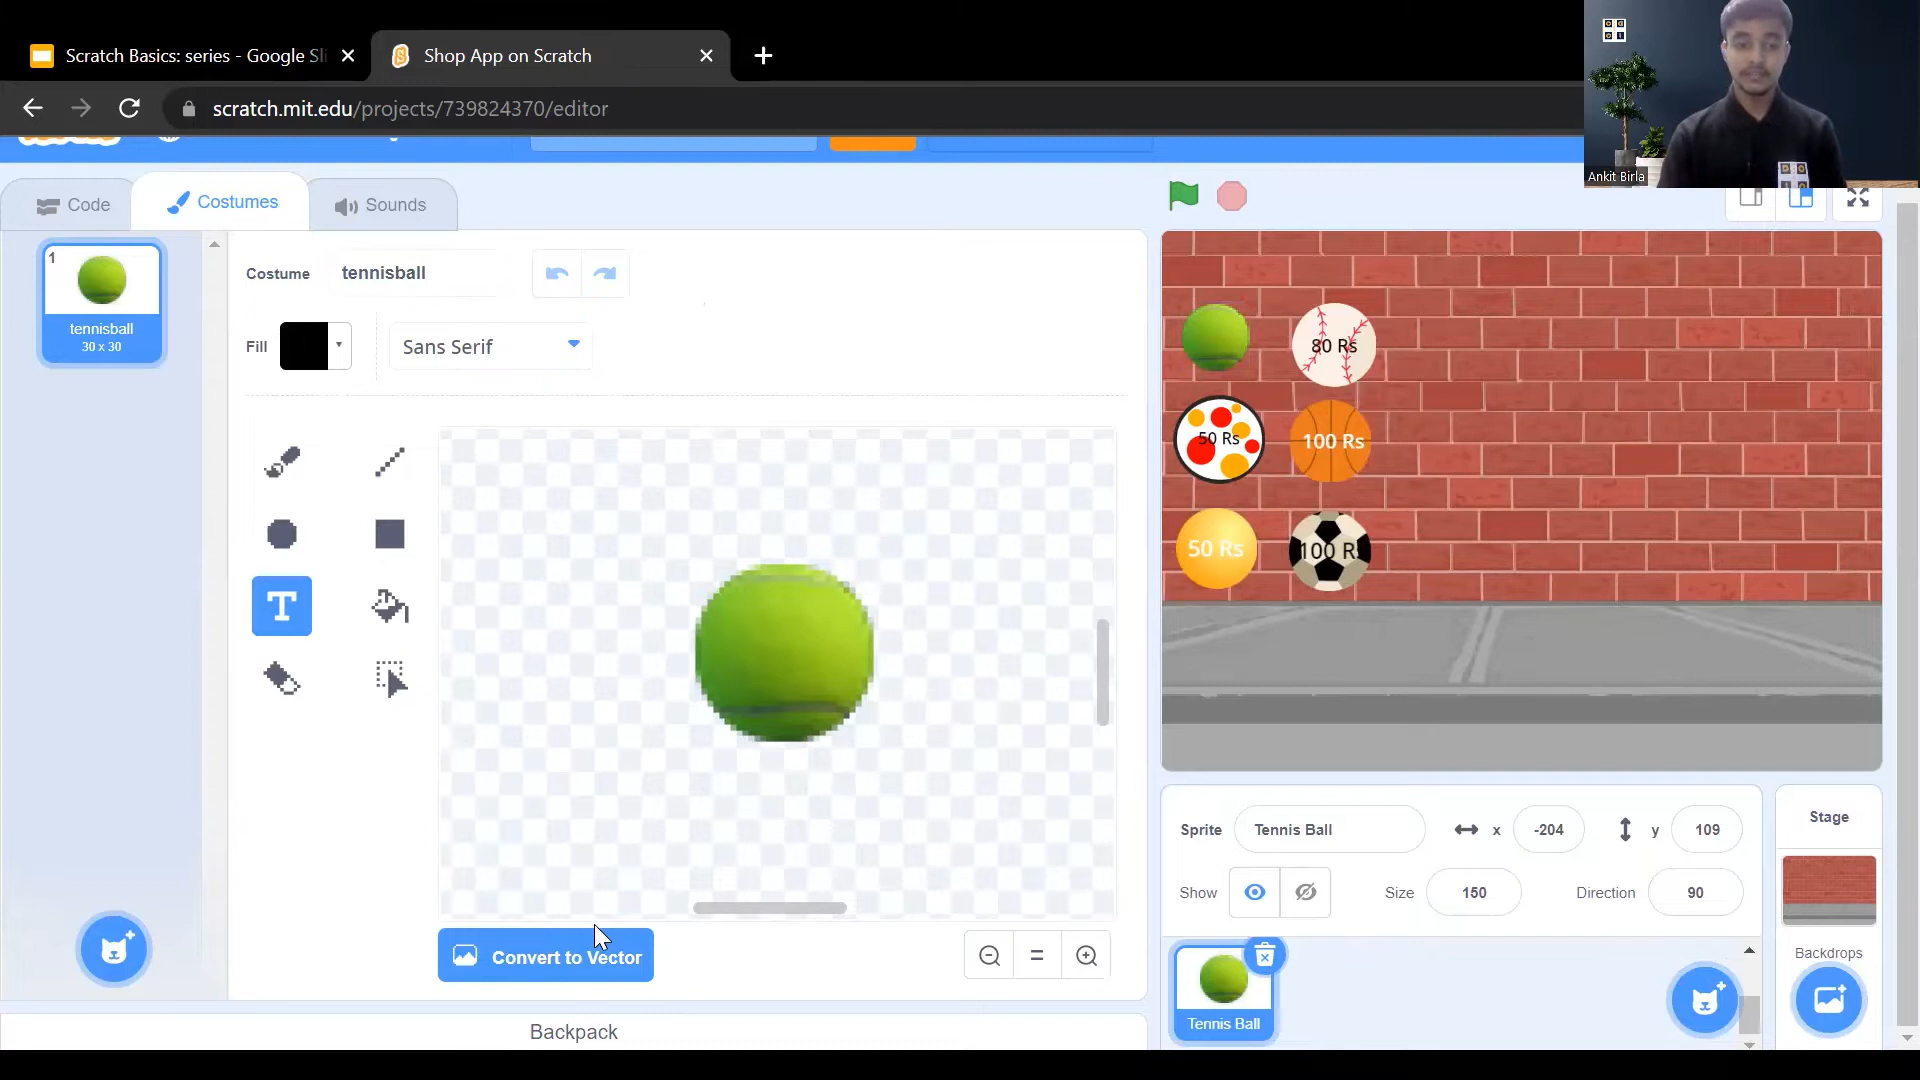 Scratch Basics: series - Google Sli
Shop App on Scratch
scratch.mit.edu/projects/739824370/editor
Ankit Birla
Code
Costumes
Sounds
1
tennisball
30 x 30
Costume
tennisball
Fill
Sans Serif
T
Convert to Vector
Backpack
80 Rs
50 Rs
100 Rs
50 Rs
100 R
Sprite
Tennis Ball
x
-204
y
109
Show
Size
150
Direction
90
Tennis Ball
Stage
Backdrops